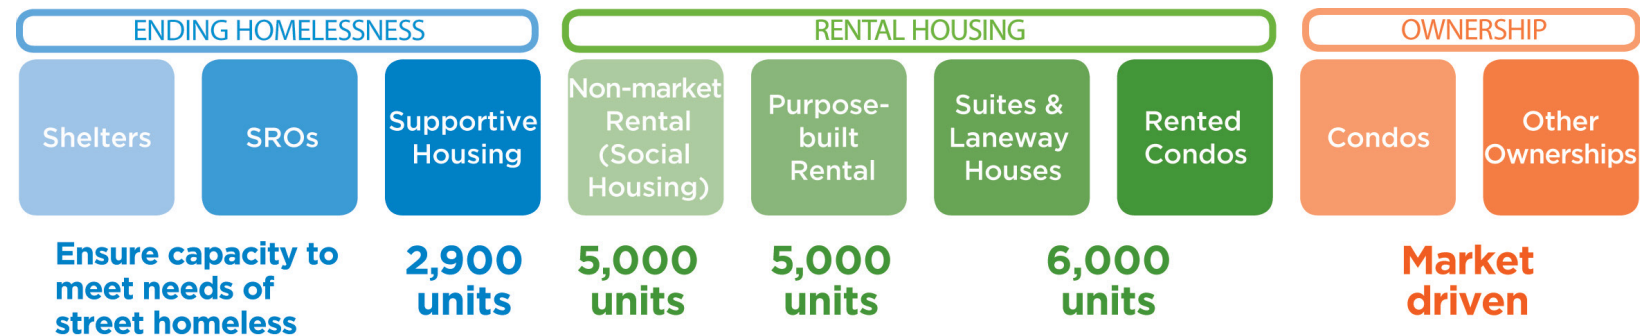 ENDING HOMELESSNESS
RENTAL HOUSING
OWNERSHIP
Shelters
SROs
Supportive
Housing
Non-market
Rental
(Social
Housing)
Purpose-
built
Rental
Suites &
Laneway
Houses
Rented
Condos
Condos
Other
Ownerships
Ensure capacity to
meet needs of
street homeless
2,900
units
5,000
units
5,000
units
6,000
units
Market
driven